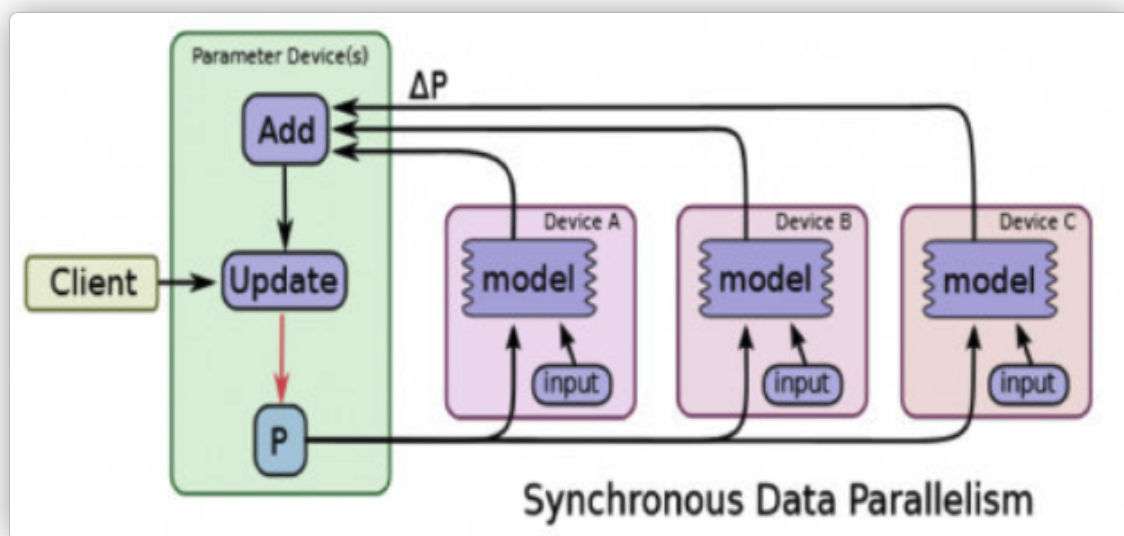 Parameter Device(s)
ΔP
Add
Device A
Device B
Device C
Client
Update
model
model
model
input
input
input
P
Synchronous Data Parallelism